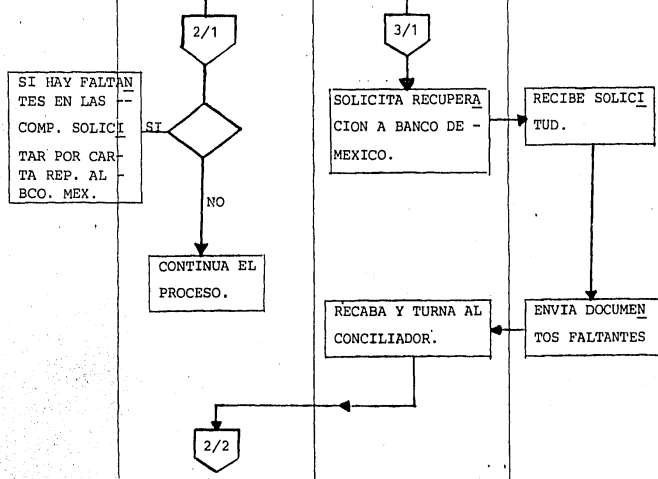 2/1
3/1
SI HAY FALTAN
TES EN LAS --
COMP. SOLICI
TAR POR CAR-
TA REP. AL -
BCO. MEX.
SI
NO
CONTINUA EL
PROCESO.
SOLICITA RECUPERA
CION A BANCO DE -
MEXICO.
RECIBE SOLICI
TUD.
ENVIA DOCUMEN
TOS FALTANTES
RECABA Y TURNA AL
CONCILIADOR.
2/2